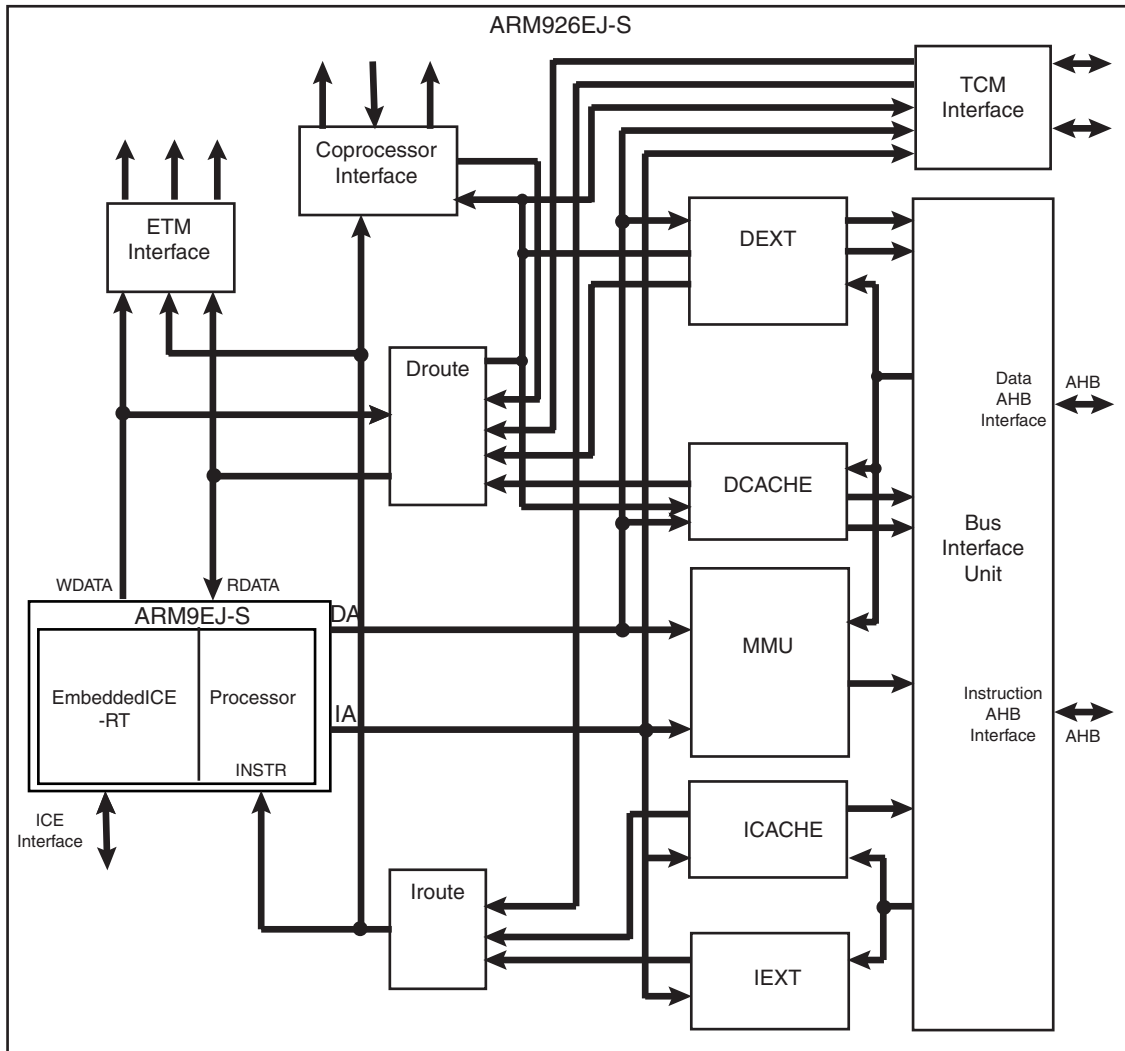 ARM926EJ-S
TCM
Interface
Coprocessor
Interface
ETM
Interface
DEXT
Droute
Data
AHB
Interface
AHB
DCACHE
Bus
Interface
Unit
WDATA
RDATA
ARM9EJ-S
DA
MMU
EmbeddedICE
-RT
Processor
IA
INSTR
Instruction
AHB
Interface
AHB
ICE
Interface
ICACHE
Iroute
IEXT